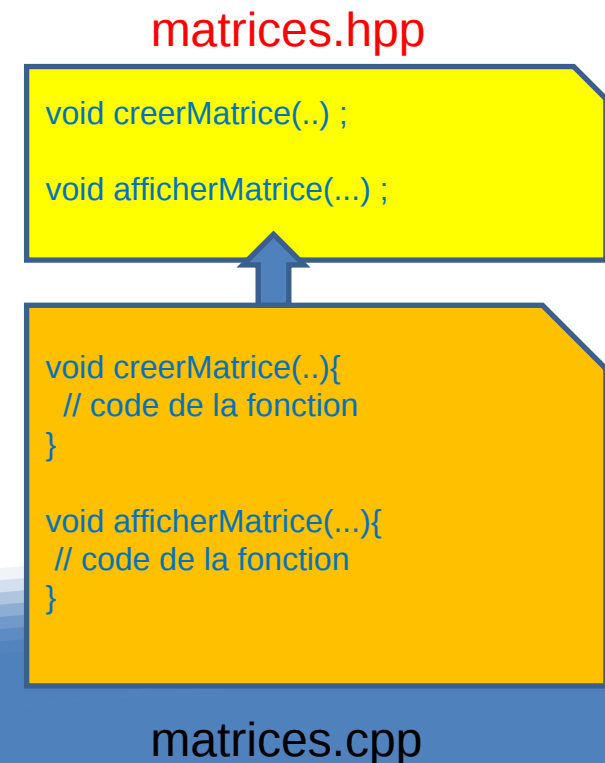 matrices.hpp
void creerMatrice(..) ;
void afficherMatrice(...) ;
void creerMatrice(..){
// code de la fonction
}
void afficherMatrice(...){
// code de la fonction
}
matrices.cpp